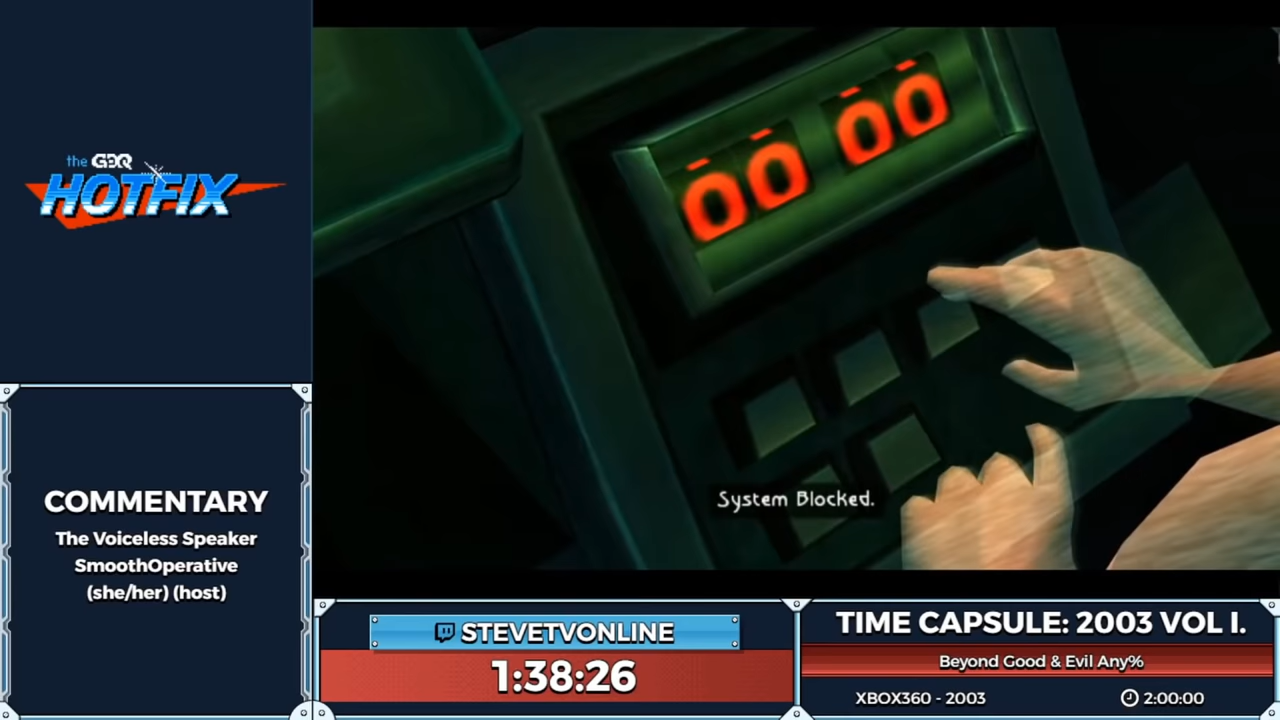 the GDQ
HOTFIX
00 00
System Blocked.
COMMENTARY
The Voiceless Speaker
SmoothOperative
(she/her) (host)
STEVETVONLINE
1:38:26
TIME CAPSULE: 2003 VOL I.
Beyond Good & Evil Any%
XBOX360 - 2003
2:00:00